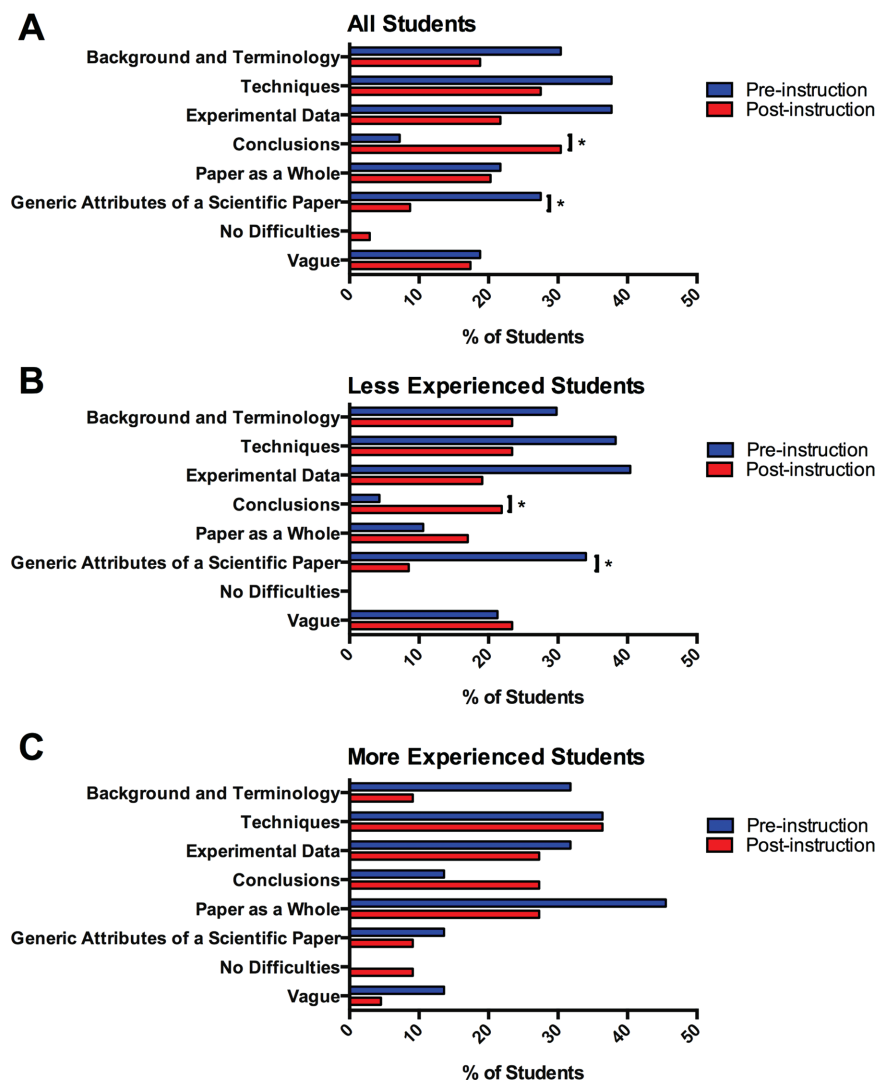 A
All Students
Background and Terminology
Techniques
Experimental Data
Conclusions
*
Paper as a Whole
Generic Attributes of a Scientific Paper
*
No Difficulties
Vague
0 10 20 30 40 50
% of Students
Pre-instruction
Post-instruction
B
Less Experienced Students
Background and Terminology
Techniques
Experimental Data
Conclusions
*
Paper as a Whole
Generic Attributes of a Scientific Paper
*
No Difficulties
Vague
0 10 20 30 40 50
% of Students
Pre-instruction
Post-instruction
C
More Experienced Students
Background and Terminology
Techniques
Experimental Data
Conclusions
Paper as a Whole
Generic Attributes of a Scientific Paper
No Difficulties
Vague
0 10 20 30 40 50
% of Students
Pre-instruction
Post-instruction